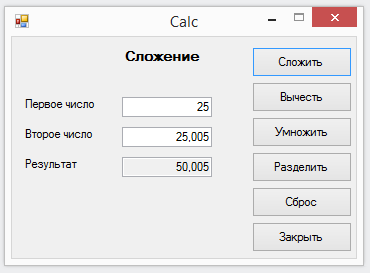 Calc
Сложение
Первое число 25
Второе число 25,005
Результат 50,005
Сложить
Вычесть
Умножить
Разделить
Сброс
Закрыть